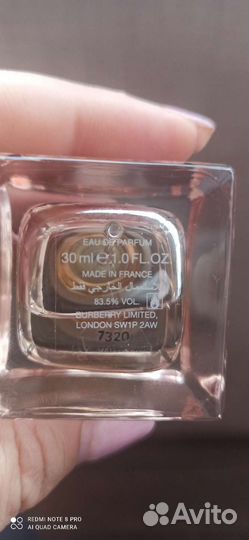 EAU DE PARFUM
30 ml e 1.0 FL.OZ
MADE IN FRANCE
الخارجي فقط
83.5% VOL.
BURBERRY LIMITED,
LONDON SW1P 2AW
7320
REDMI NOTE 8 PRO
AI QUAD CAMERA
Avito